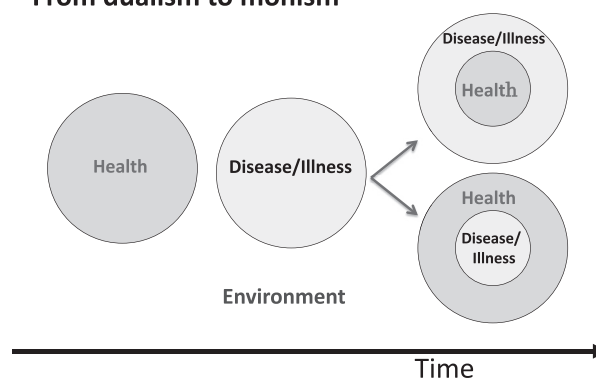 From dualism to monism
Health
Disease/Illness
Disease/Illness
Health
Health
Disease/
Illness
Environment
Time